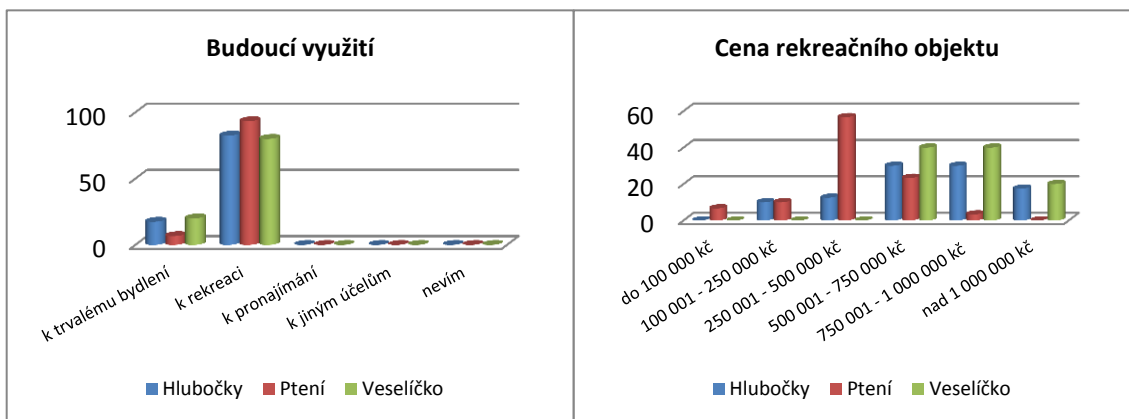 Budoucí využití
100
50
0
k trvalému bydlení
k rekreaci
k pronajímání
k jiným účelům
nevím
Hlubočky Ptení Veselíčko
Cena rekreačního objektu
60
40
20
0
do 100 000 kč
100 001 - 250 000 kč
250 001 - 500 000 kč
500 001 - 750 000 kč
750 001 - 1 000 000 kč
nad 1 000 000 kč
Hlubočky Ptení Veselíčko